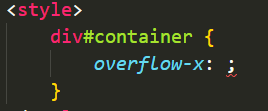 <style>
div#container {
overflow-x: ;
}